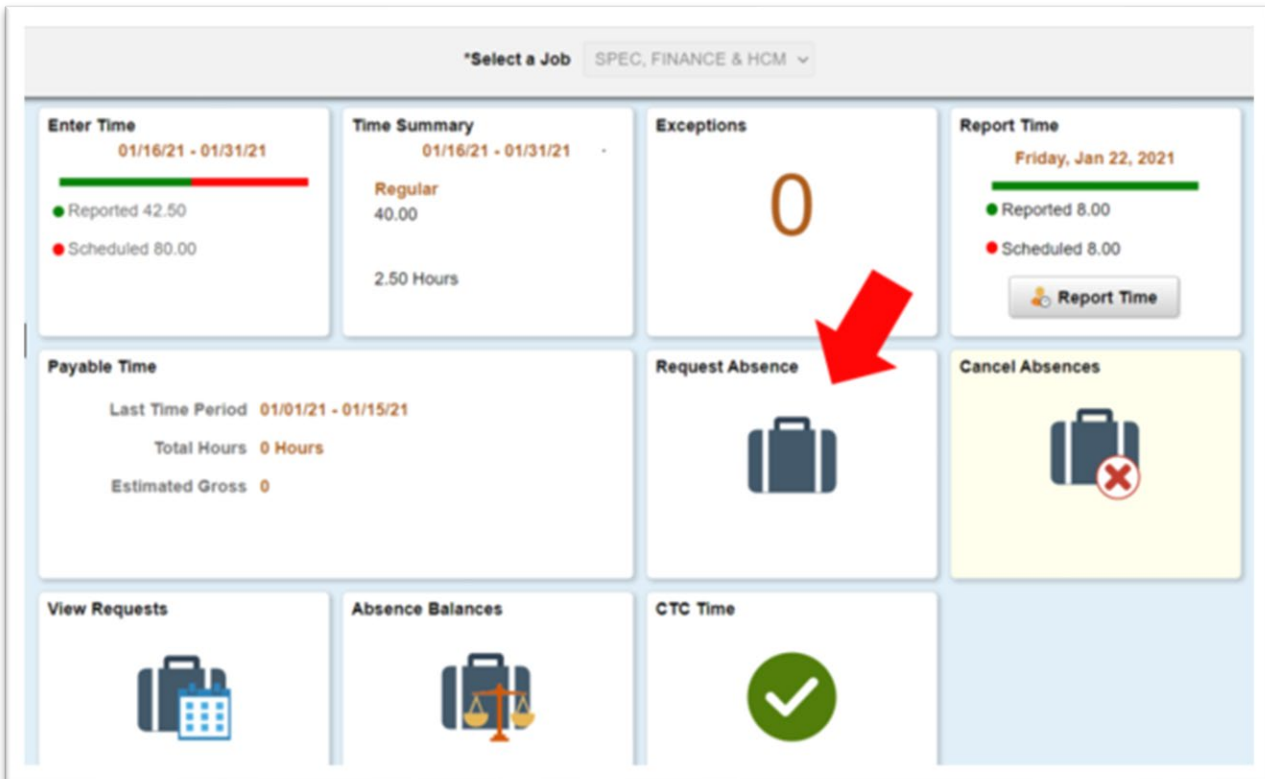 *Select a Job SPEC, FINANCE & HCM
Enter Time
01/16/21 - 01/31/21
Reported 42.50
Scheduled 80.00
Time Summary
01/16/21 - 01/31/21
Regular
40.00
2.50 Hours
Exceptions
0
Report Time
Friday, Jan 22, 2021
Reported 8.00
Scheduled 8.00
Report Time
Payable Time
Last Time Period 01/01/21 - 01/15/21
Total Hours 0 Hours
Estimated Gross 0
Request Absence
Cancel Absences
View Requests
Absence Balances
CTC Time